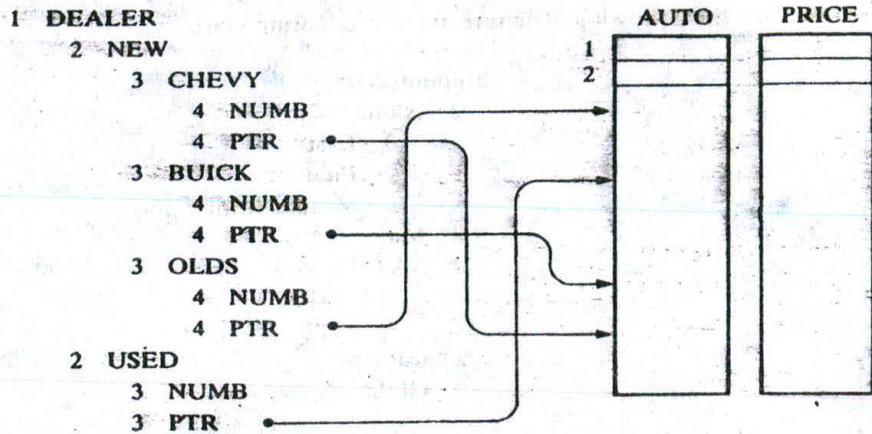 1 DEALER
2 NEW
3 CHEVY
4 NUMB
4 PTR
3 BUICK
4 NUMB
4 PTR
3 OLDS
4 NUMB
4 PTR
2 USED
3 NUMB
3 PTR
AUTO PRICE
1
2